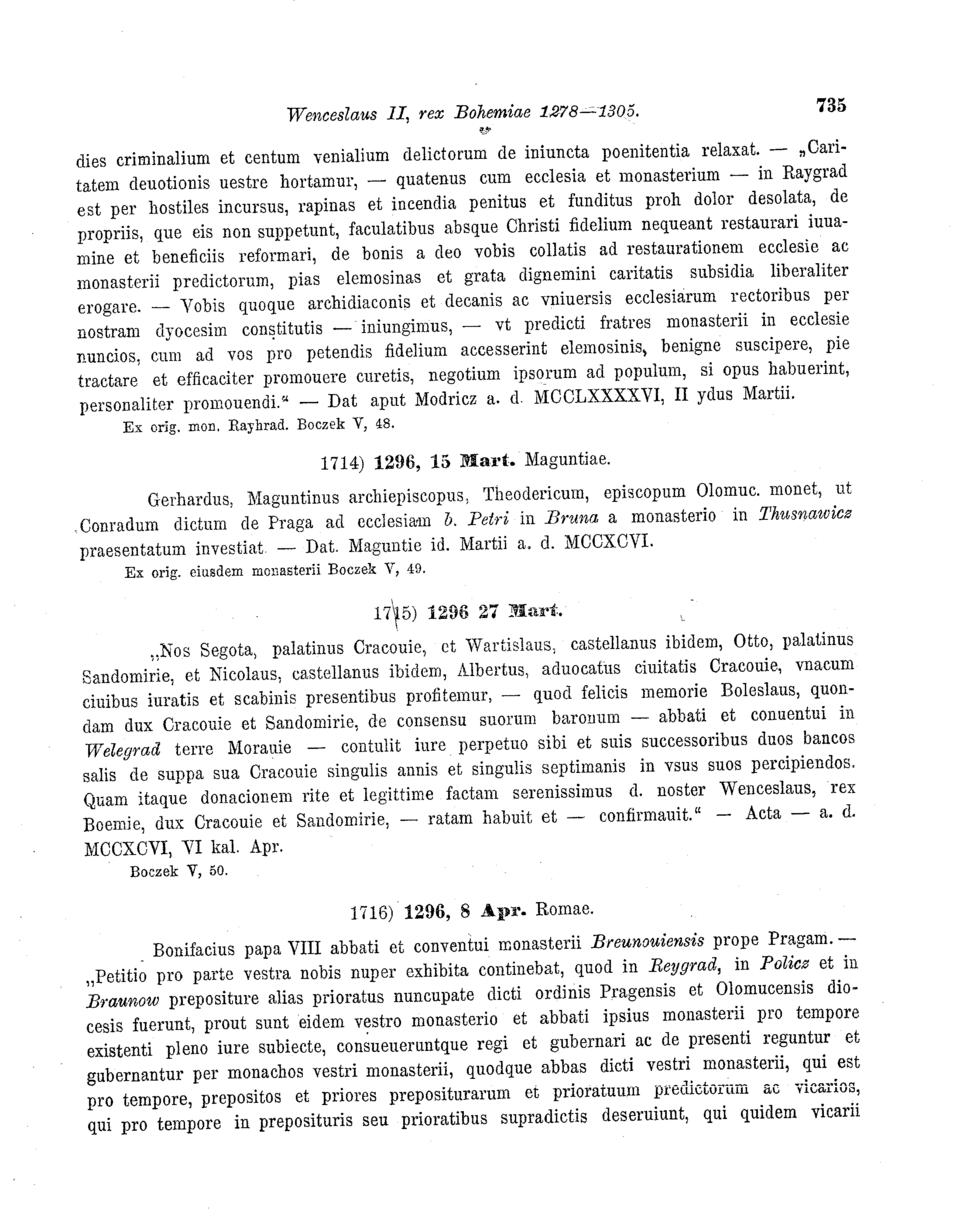 Wenceslaus II, rex Bohemiae 1278—1305. 735
dies criminalium et centum venialium delictorum de iniuncta poenitentia relaxat. — „Cari-
tatem deuotionis uestre hortamur, — quatenus cum ecclesia et monasterium — in Raygrad
est per hostiles incursus, rapinas et incendia penitus et funditus proh dolor desolata, de
propriis, que eis non suppetunt, faculatibus absque Christi fidelium nequeant restaurari iuua-
mine et beneficiis reformari, de bonis a deo vobis collatis ad restaurationem ecclesie ac
monasterii predictorum, pias elemosinas et grata dignemini caritatis subsidia liberaliter
erogare. — Vobis quoque archidiaconis et decanis ac vniuersis ecclesiarum rectoribus per
nostram dyocesim constitutis — iniungimus, — vt predicti fratres monasterii in ecclesie
nuncios, cum ad vos pro petendis fidelium accesserint elemosinis, benigne suscipere, pie
tractare et efficaciter promouere curetis, negotium ipsorum ad populum, si opus habuerint,
personaliter promouendi.“ — Dat aput Modricz a. d. MCCLXXXXVI, II ydus Martii.
Ex orig. mon. Rayhrad. Boczek V, 48.
1714) 1296, 15 Mart. Maguntiae.
Gerhardus, Maguntinus archiepiscopus, Theodericum, episcopum Olomuc. monet, ut
Conradum dictum de Praga ad ecclesiam b. Petri in Bruna a monasterio in Thusnawicz
praesentatum investiat. — Dat. Maguntie id. Martii a. d. MCCXCVI.
Ex orig. eiusdem monasterii Boczek V, 49.
1715) 1296 27 Mart.
„Nos Segota, palatinus Cracouie, et Wartislaus, castellanus ibidem, Otto, palatinus
Sandomirie, et Nicolaus, castellanus ibidem, Albertus, aduocatus ciuitatis Cracouie, vnacum
ciuibus iuratis et scabinis presentibus profitemur, — quod felicis memorie Boleslaus, quon-
dam dux Cracouie et Sandomirie, de consensu suorum baronum — abbati et conuentui in
Welegrad terre Morauie — contulit iure perpetuo sibi et suis successoribus duos bancos
salis de suppa sua Cracouie singulis annis et singulis septimanis in vsus suos percipiendos.
Quam itaque donacionem rite et legittime factam serenissimus d. noster Wenceslaus, rex
Boemie, dux Cracouie et Sandomirie, — ratam habuit et — confirmauit.“ — Acta — a. d.
MCCXCVI, VI kal. Apr.
Boczek V, 50.
1716) 1296, 8 Apr. Romae.
Bonifacius papa VIII abbati et conventui monasterii Breunouiensis prope Pragam. —
„Petitio pro parte vestra nobis nuper exhibita continebat, quod in Reygrad, in Policz et in
Braunow prepositure alias prioratus nuncupate dicti ordinis Pragensis et Olomucensis dio-
cesis fuerunt, prout sunt eidem vestro monasterio et abbati ipsius monasterii pro tempore
existenti pleno iure subiecte, consueueruntque regi et gubernari ac de presenti reguntur et
gubernantur per monachos vestri monasterii, quodque abbas dicti vestri monasterii, qui est
pro tempore, prepositos et priores prepositurarum et prioratuum predictorum ac vicarios,
qui pro tempore in preposituris seu prioratibus supradictis deseruiunt, qui quidem vicarii